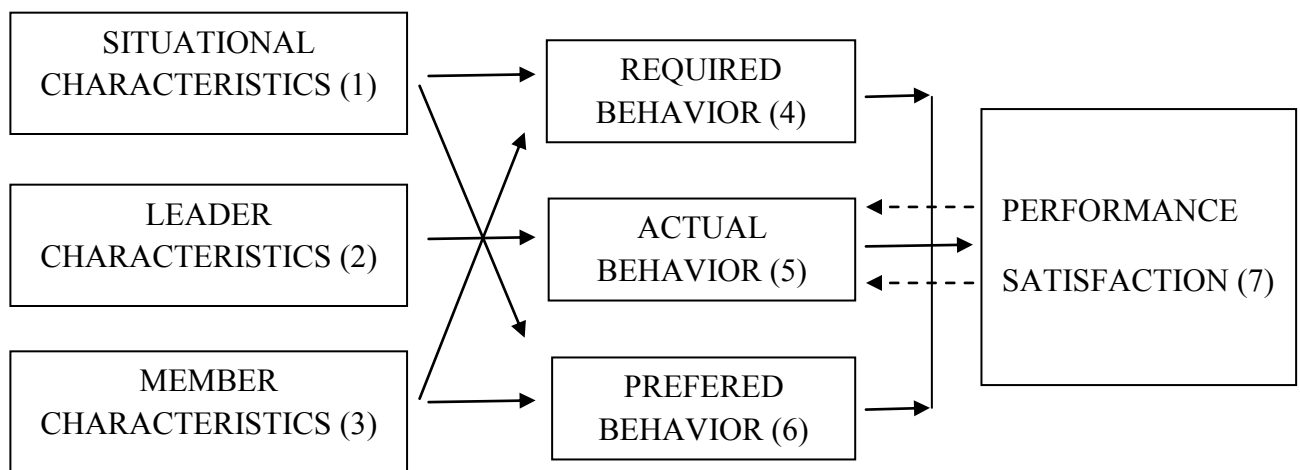 SITUATIONAL
CHARACTERISTICS (1)
LEADER
CHARACTERISTICS (2)
MEMBER
CHARACTERISTICS (3)
REQUIRED
BEHAVIOR (4)
ACTUAL
BEHAVIOR (5)
PREFERED
BEHAVIOR (6)
PERFORMANCE
SATISFACTION (7)